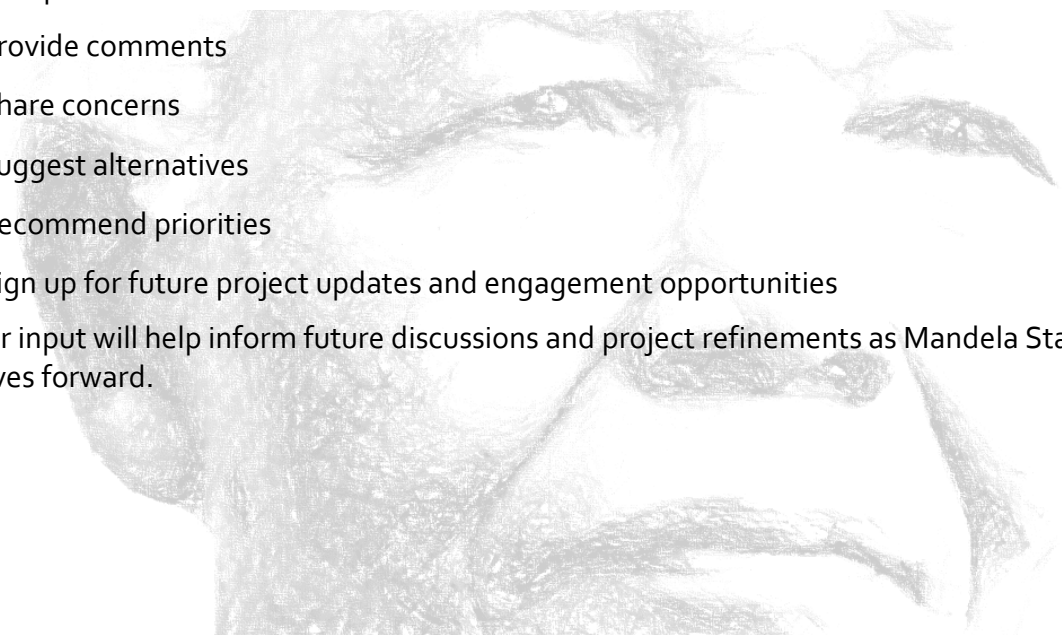 rovide comments
hare concerns
uggest alternatives
ecommend priorities
ign up for future project updates and engagement opportunities
r input will help inform future discussions and project refinements as Mandela Sta
ves forward.